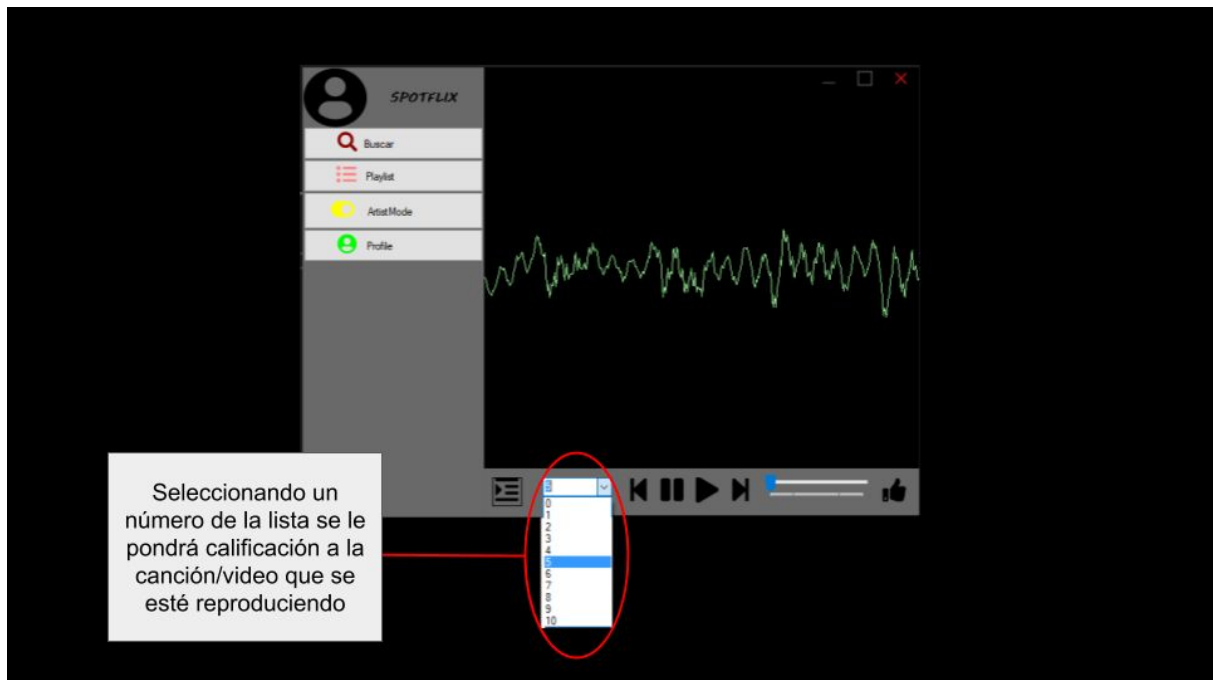 SPOTFLIX
Buscar
Playlist
ArtistMode
Profile
Seleccionando un
número de la lista se le
pondrá calificación a la
canción/video que se
esté reproduciendo
0
1
2
3
4
5
6
7
8
9
10